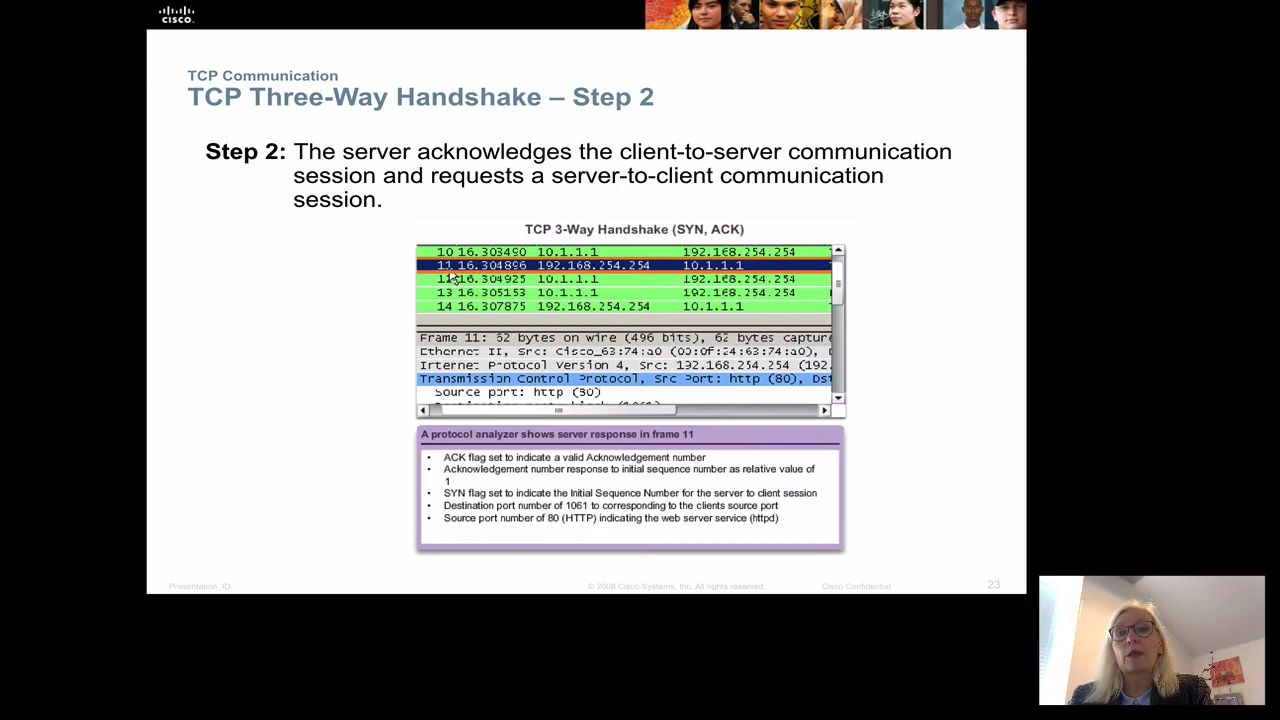 CISCO
TCP Communication
TCP Three-Way Handshake – Step 2
Step 2: The server acknowledges the client-to-server communication
session and requests a server-to-client communication
session.
TCP 3-Way Handshake (SYN, ACK)
10 16.303490 10.1.1.1 192.168.254.254
11 16.304896 192.168.254.254 10.1.1.1
12 16.304925 10.1.1.1 192.168.254.254
13 16.305153 10.1.1.1 192.168.254.254
14 16.307875 192.168.254.254 10.1.1.1
Frame 11: 62 bytes on wire (496 bits), 62 bytes capture
Ethernet II, Src: Cisco_63:74:a0 (00:0f:24:63:74:a0), D
Internet Protocol Version 4, Src: 192.168.254.254 (192.
Transmission Control Protocol, Src Port: http (80), Dst
Source port: http (80)
A protocol analyzer shows server response in frame 11
• ACK flag set to indicate a valid Acknowledgement number
• Acknowledgement number response to initial sequence number as relative value of
1
• SYN flag set to indicate the Initial Sequence Number for the server to client session
• Destination port number of 1061 to corresponding to the clients source port
• Source port number of 80 (HTTP) indicating the web server service (httpd)
Presentation_ID © 2008 Cisco Systems, Inc. All rights reserved. Cisco Confidential 23